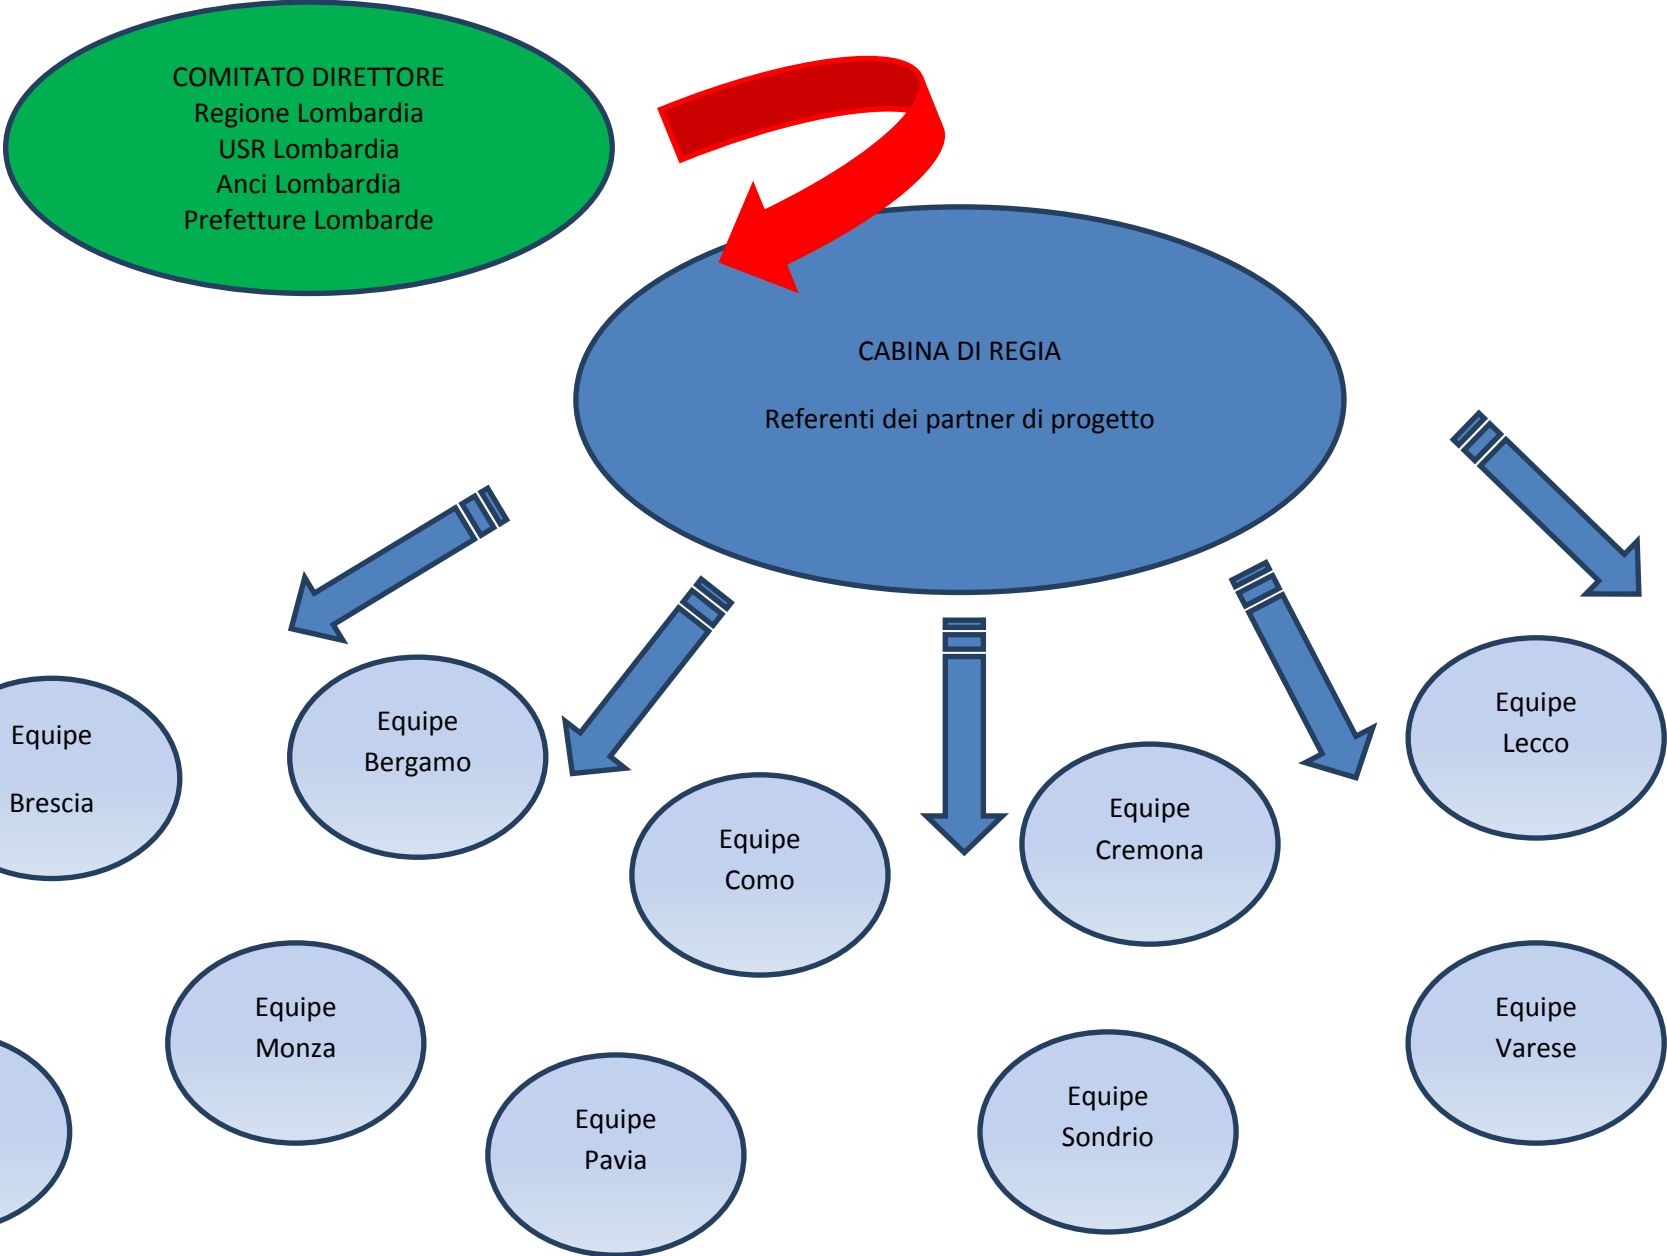 COMITATO DIRETTORE
Regione Lombardia
USR Lombardia
Anci Lombardia
Prefetture Lombarde
CABINA DI REGIA
Referenti dei partner di progetto
Equipe
Brescia
Equipe
Bergamo
Equipe
Como
Equipe
Cremona
Equipe
Lecco
Equipe
Monza
Equipe
Pavia
Equipe
Sondrio
Equipe
Varese